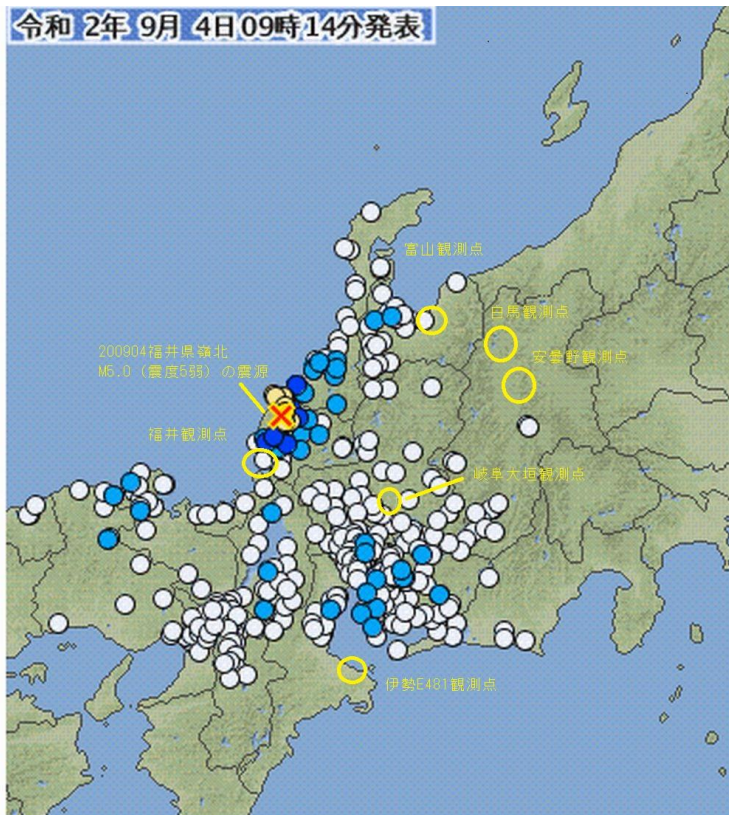 令和 2年 9月 4日09時14分発表
富山観測点
白馬観測点
安曇野観測点
200904福井県嶺北
M5.0（震度5弱）の震源
福井観測点
岐阜大垣観測点
伊勢E481観測点